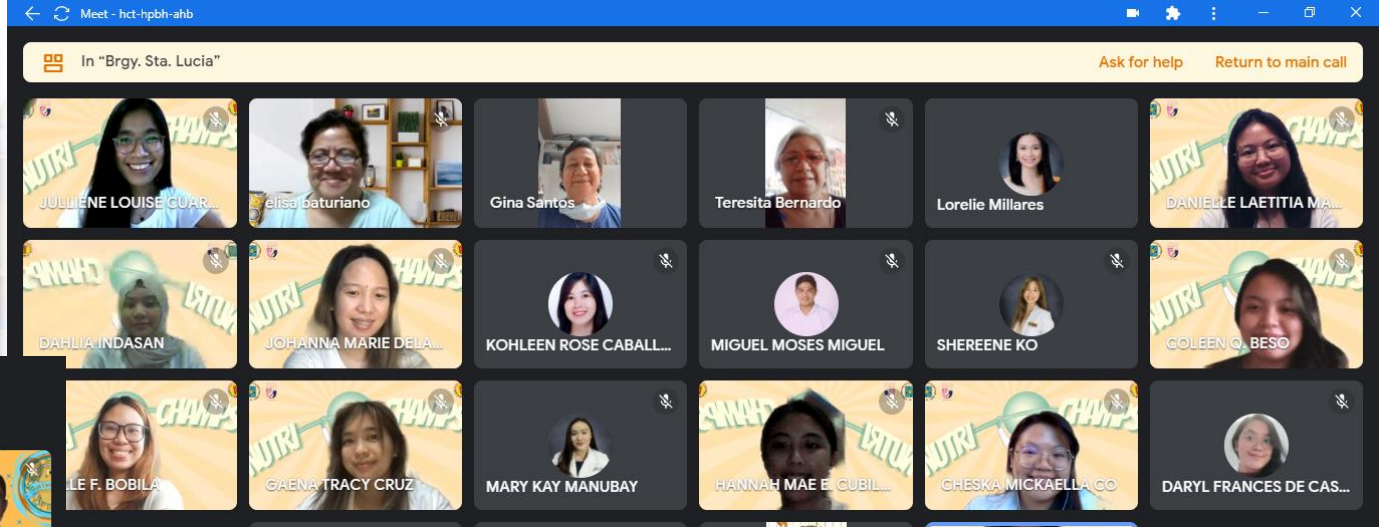 Meet - hct-hpbh-ahb
In "Brgy. Sta. Lucia"
Ask for help
Return to main call
JULLIENE LOUISE GUAR...
elisa baturiano
Gina Santos
Teresita Bernardo
Lorelie Millares
DANIELLE LAETITIA MA...
DAHLIA INDASAN
JOHANNA MARIE DELA...
KOHLEEN ROSE CABALL...
MIGUEL MOSES MIGUEL
SHEREENE KO
COLEEN Q. BESO
LLE F. BOBILA
GAENA TRACY CRUZ
MARY KAY MANUBAY
HANNAH MAE E. CUBIL...
CHESKA MICKAELLA CO
DARYL FRANCES DE CAS...